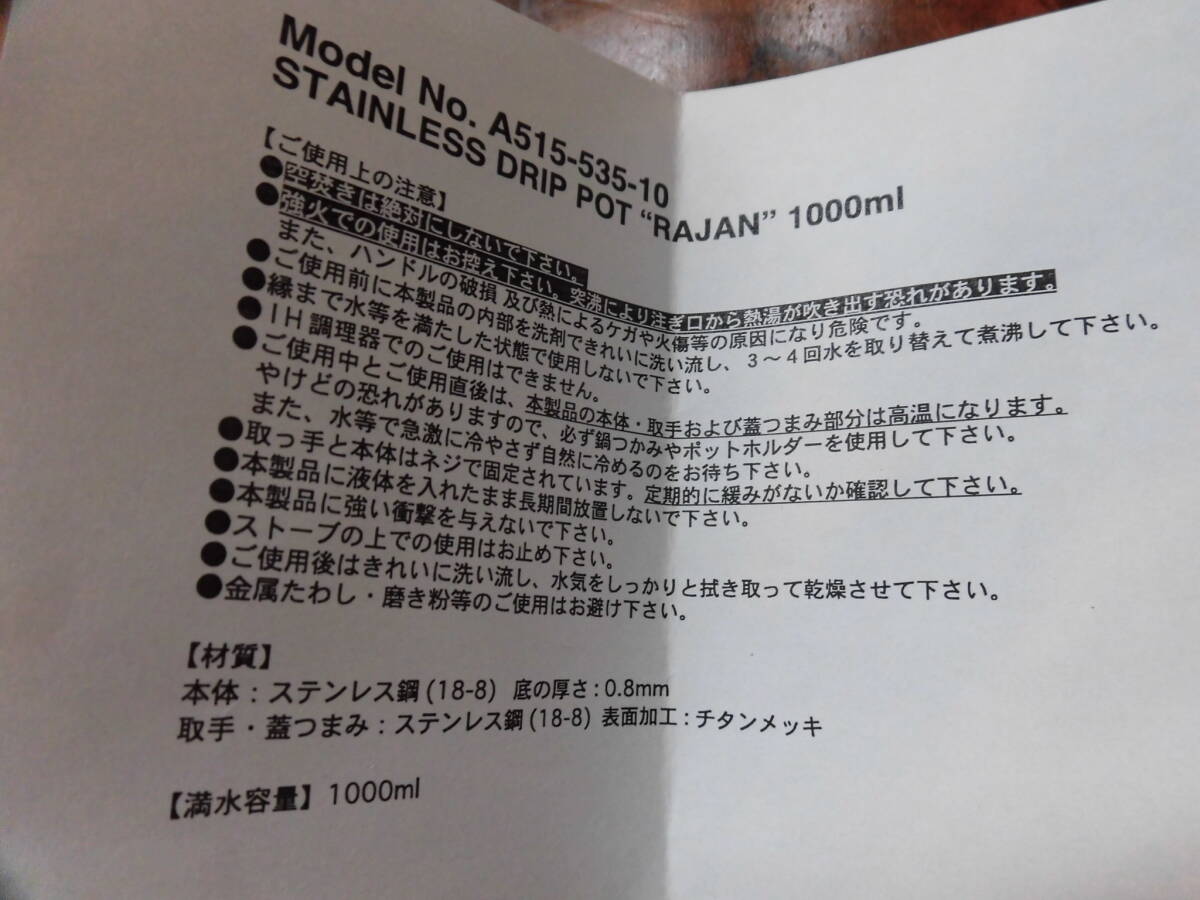 Model No. A515-535-10
STAINLESS DRIP POT “RAJAN” 1000ml
【ご使用上の注意】
●空焚きは絶対にしないで下さい。
●強火での使用はお控え下さい。突沸により注ぎ口から熱湯が吹き出す恐れがあります。
また、ハンドルの破損及び熱によるケガや火傷等の原因になり危険です。
●ご使用前に本製品の内部を洗剤できれいに洗い流し、3〜4回水を取り替えて煮沸して下さい。
●縁まで水等を満たした状態で使用しないで下さい。
●IH調理器でのご使用はできません。
●ご使用中とご使用直後は、本製品の本体・取手および蓋つまみ部分は高温になります。
やけどの恐れがありますので、必ず鍋つかみやポットホルダーを使用して下さい。
また、水等で急激に冷やさず自然に冷めるのをお待ち下さい。
●取っ手と本体はネジで固定されています。定期的に緩みがないか確認して下さい。
●本製品に液体を入れたまま長期間放置しないで下さい。
●本製品に強い衝撃を与えないで下さい。
●ストーブの上での使用はお止め下さい。
●ご使用後はきれいに洗い流し、水気をしっかりと拭き取って乾燥させて下さい。
●金属たわし・磨き粉等のご使用はお避け下さい。
【材質】
本体：ステンレス鋼(18-8) 底の厚さ：0.8mm
取手・蓋つまみ：ステンレス鋼(18-8) 表面加工：チタンメッキ
【満水容量】1000ml